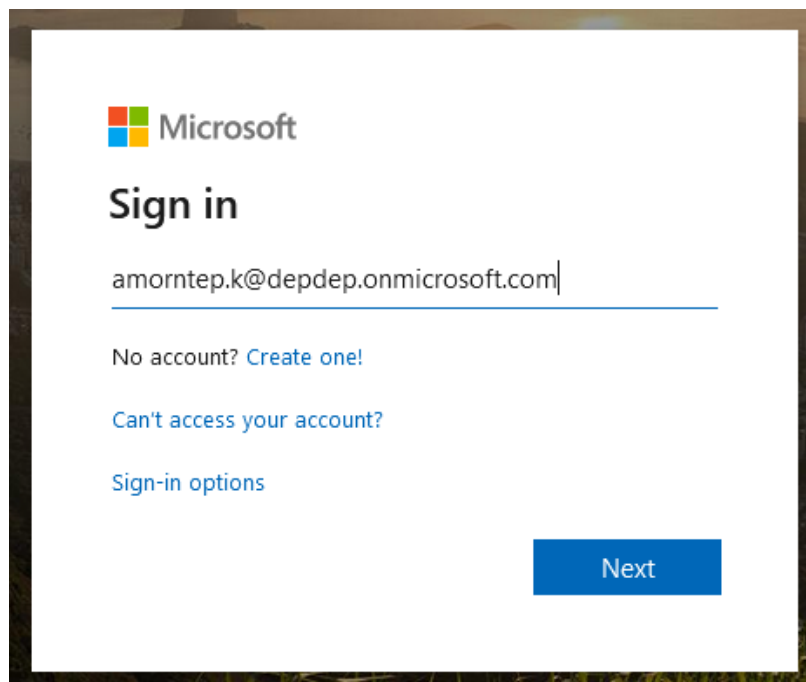 Microsoft
Sign in
amorntep.k@depdep.onmicrosoft.com
No account? Create one!
Can't access your account?
Sign-in options
Next